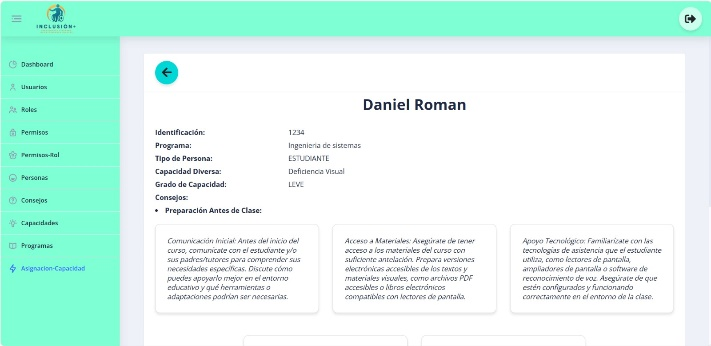 INCLUSIÓN+
Dashboard
Usuarios
Roles
Permisos
Permisos-Rol
Personas
Consejos
Capacidades
Programas
Asignacion-Capacidad
Daniel Roman
Identificación: 1234
Programa: Ingenieria de sistemas
Tipo de Persona: ESTUDIANTE
Capacidad Diversa: Deficiencia Visual
Grado de Capacidad: LEVE
Consejos:
• Preparación Antes de Clase:
Comunicación Inicial: Antes del inicio del
curso, comunícate con el estudiante y/o
sus padres/tutores para comprender sus
necesidades específicas. Discute cómo
puedes apoyarlo mejor en el entorno
educativo y qué herramientas o
adaptaciones podrían ser necesarias.
Acceso a Materiales: Asegúrate de tener
acceso a los materiales del curso con
suficiente antelación. Prepara versiones
electrónicas accesibles de los textos y
materiales visuales, como archivos PDF
accesibles o libros electrónicos
compatibles con lectores de pantalla.
Apoyo Tecnológico: Familiarízate con las
tecnologías de asistencia que el estudiante
utiliza, como lectores de pantalla,
ampliadores de pantalla o software de
reconocimiento de voz. Asegúrate de que
estén configurados y funcionando
correctamente en el entorno de la clase.